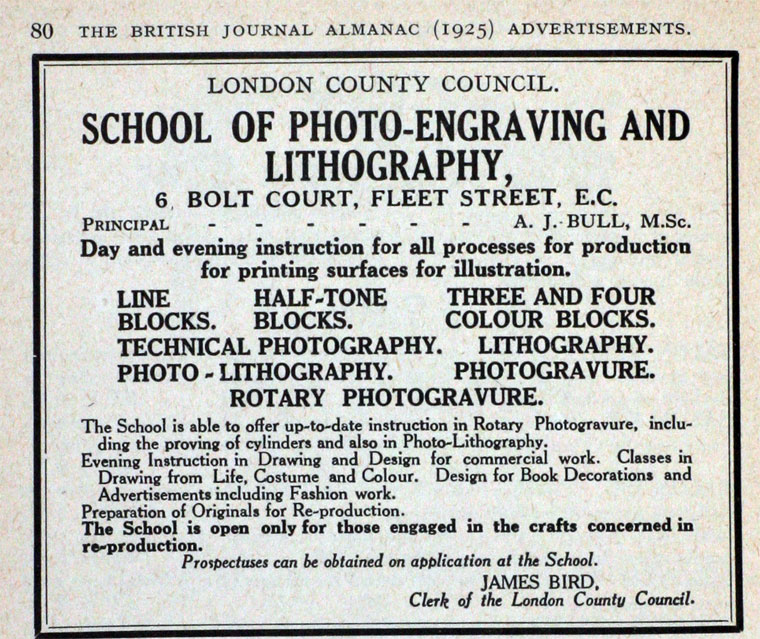 80 THE BRITISH JOURNAL ALMANAC (1925) ADVERTISEMENTS.
LONDON COUNTY COUNCIL.
SCHOOL OF PHOTO-ENGRAVING AND
LITHOGRAPHY,
6, BOLT COURT, FLEET STREET, E.C.
PRINCIPAL - - - - - - A. J. BULL, M.Sc.
Day and evening instruction for all processes for production
for printing surfaces for illustration.
LINE HALF-TONE THREE AND FOUR
BLOCKS. BLOCKS. COLOUR BLOCKS.
TECHNICAL PHOTOGRAPHY. LITHOGRAPHY.
PHOTO-LITHOGRAPHY. PHOTOGRAVURE.
ROTARY PHOTOGRAVURE.
The School is able to offer up-to-date instruction in Rotary Photogravure, inclu-
ding the proving of cylinders and also in Photo-Lithography.
Evening Instruction in Drawing and Design for commercial work. Classes in
Drawing from Life, Costume and Colour. Design for Book Decorations and
Advertisements including Fashion work.
Preparation of Originals for Re-production.
The School is open only for those engaged in the crafts concerned in
re-production.
Prospectuses can be obtained on application at the School.
JAMES BIRD,
Clerk of the London County Council.